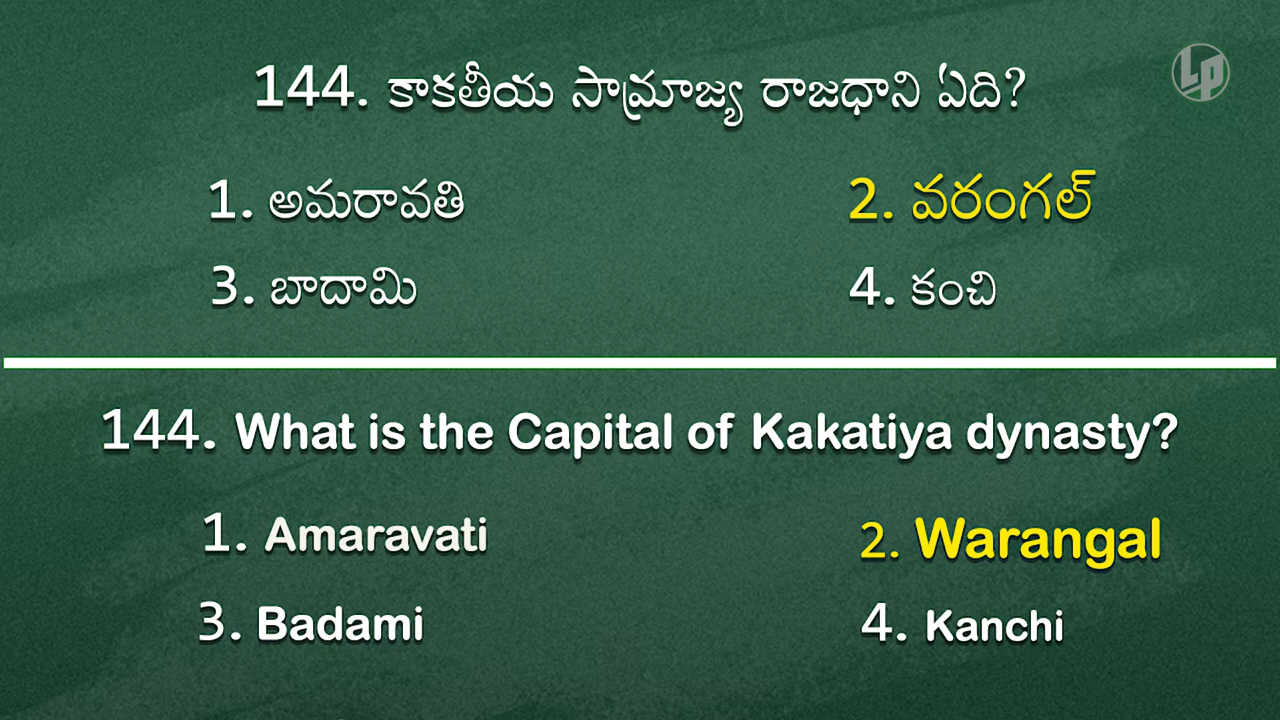 144. కాకతీయ సామ్రాజ్య రాజధాని ఏది?
LP
1. అమరావతి 2. వరంగల్
3. బాదామి 4. కంచి
144. What is the Capital of Kakatiya dynasty?
1. Amaravati 2. Warangal
3. Badami 4. Kanchi